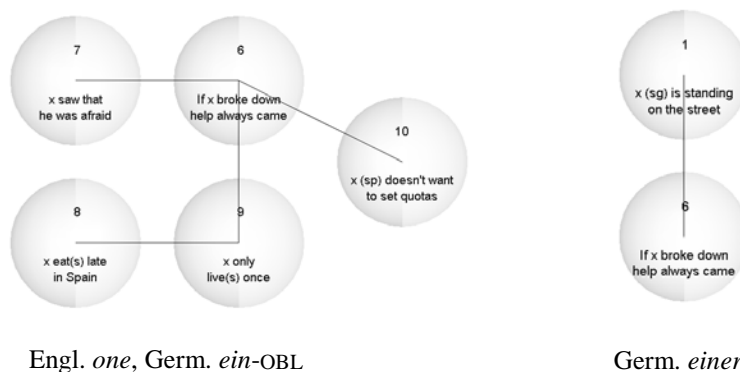 7
x saw that
he was afraid
6
If x broke down
help always came
10
x (sp) doesn't want
to set quotas
8
x eat(s) late
in Spain
9
x only
live(s) once
Engl. one, Germ. ein-OBL
1
x (sg) is standing
on the street
6
If x broke down
help always came
Germ. einer